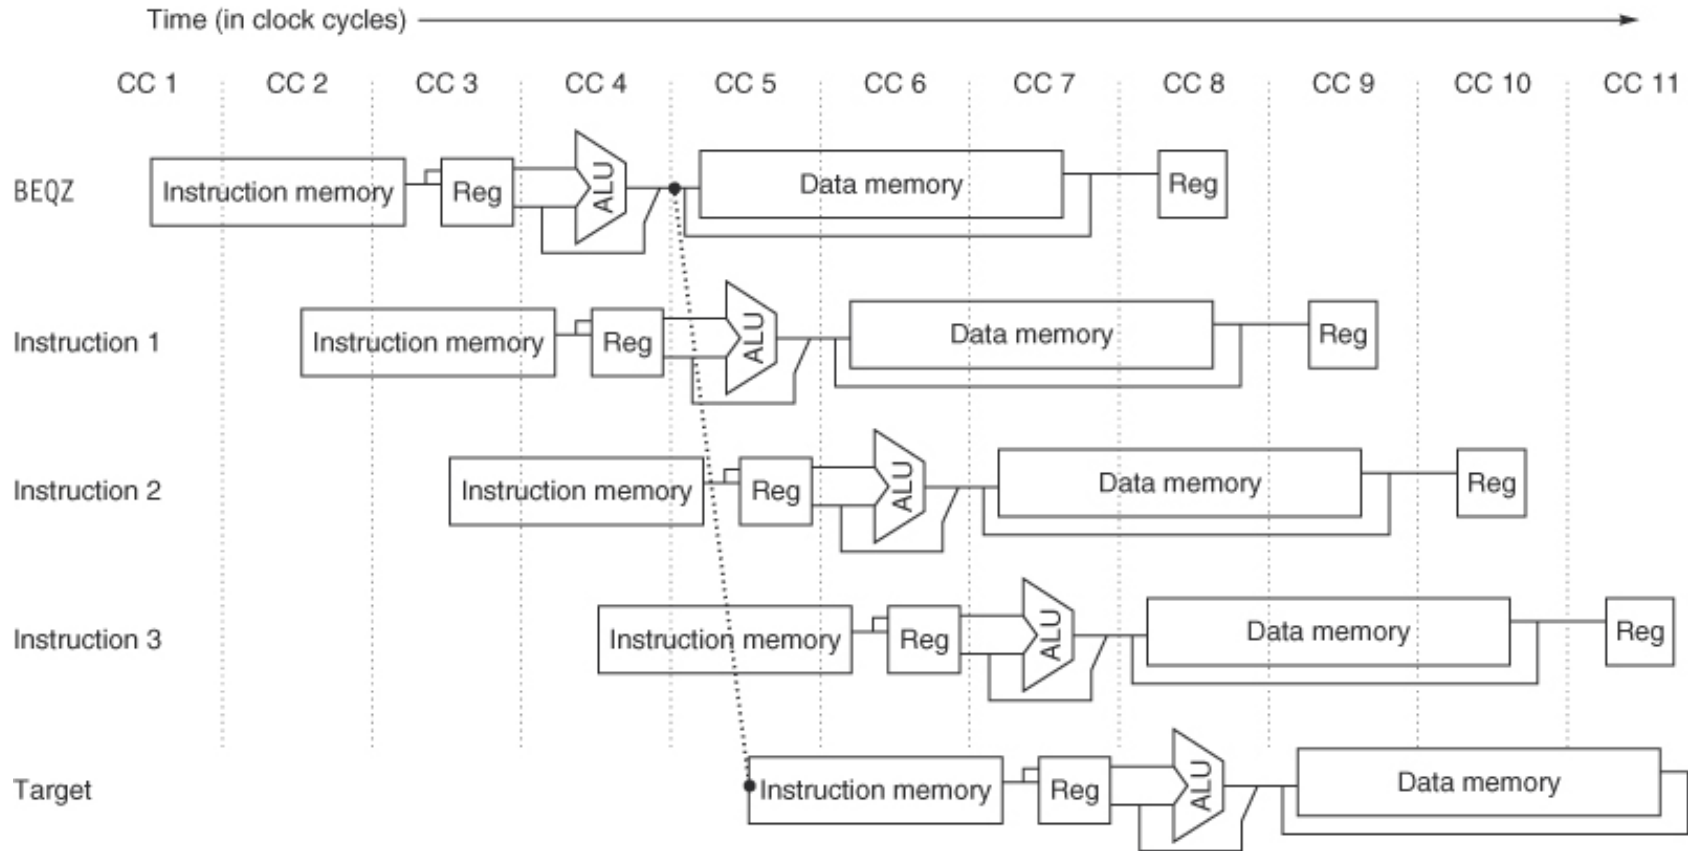 Time (in clock cycles)
CC 1 CC 2 CC 3 CC 4 CC 5 CC 6 CC 7 CC 8 CC 9 CC 10 CC 11
BEQZ Instruction memory Reg ALU Data memory Reg
Instruction 1 Instruction memory Reg ALU Data memory Reg
Instruction 2 Instruction memory Reg ALU Data memory Reg
Instruction 3 Instruction memory Reg ALU Data memory Reg
Target Instruction memory Reg ALU Data memory